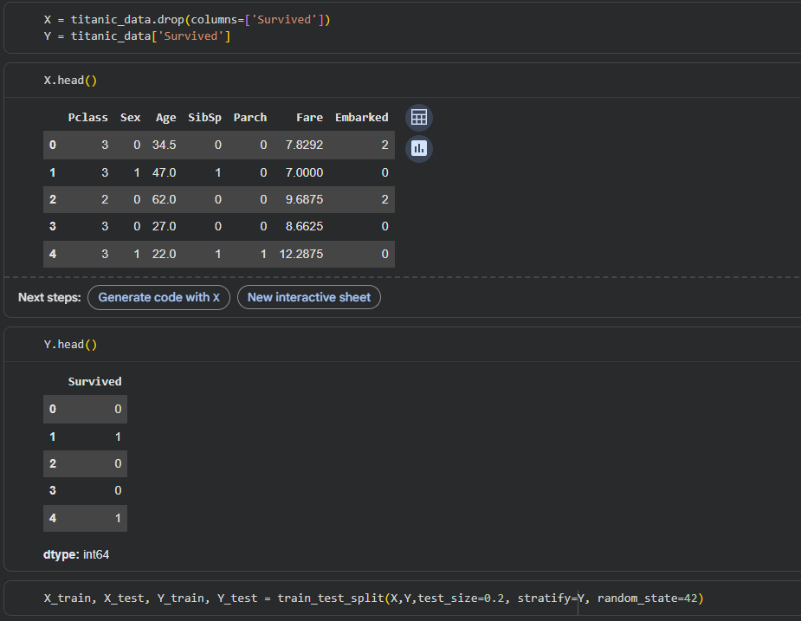 X = titanic_data.drop(columns=['Survived'])
Y = titanic_data['Survived']
X.head()
Pclass Sex Age SibSp Parch Fare Embarked
0 3 0 34.5 0 0 7.8292 2
1 3 1 47.0 1 0 7.0000 0
2 2 0 62.0 0 0 9.6875 2
3 3 0 27.0 0 0 8.6625 0
4 3 1 22.0 1 1 12.2875 0
Next steps: Generate code with X New interactive sheet
Y.head()
Survived
0 0
1 1
2 0
3 0
4 1
dtype: int64
X_train, X_test, Y_train, Y_test = train_test_split(X,Y,test_size=0.2, stratify=Y, random_state=42)